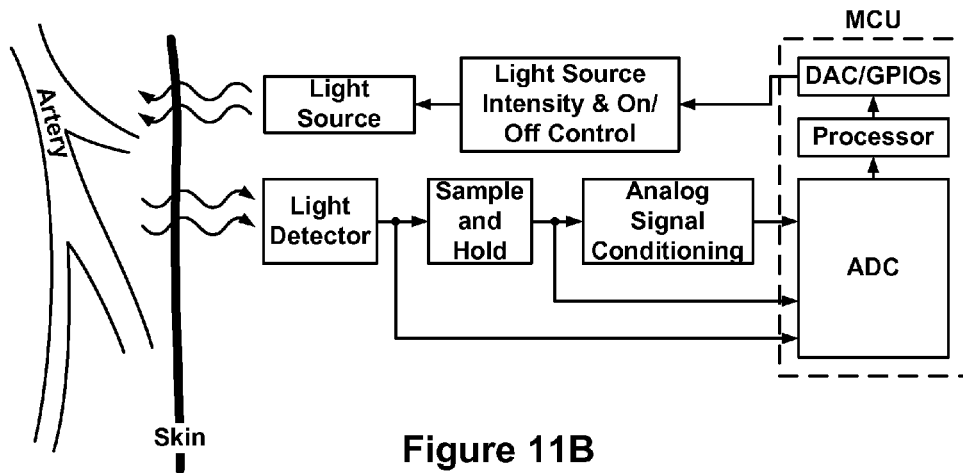 MCU
Artery
Light
Source
Light Source
Intensity & On/
Off Control
DAC/GPIOs
Processor
Light
Detector
Sample
and
Hold
Analog
Signal
Conditioning
ADC
Skin
Figure 11B